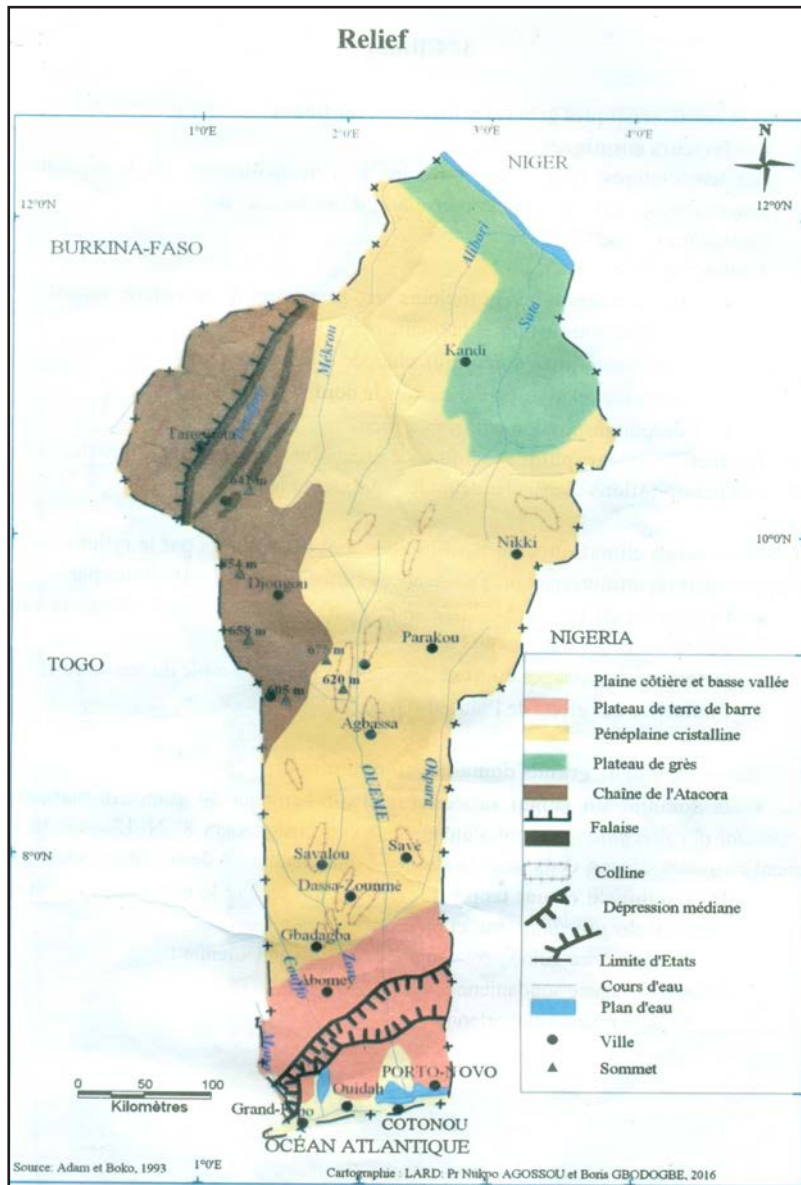 Relief
1°0'E 2°0'E 3°0'E 4°0'E
N
NIGER
12°0'N 12°0'N
BURKINA-FASO
Alibori
Sota
Mékrou
Kandi
Tanguiéta
641 m
10°0'N
Nikki
654 m
Djougou
658 m
Parakou
NIGERIA
TOGO
675 m
620 m
605 m
Agbassa
OUEME
Okpara
8°0'N
Savalou
Savè
Dassa-Zounmè
Gbadagba
Zou
Couffo
Abomey
Mono
PORTO-NOVO
Ouidah
Grand-Popo
COTONOU
OCÉAN ATLANTIQUE
0 50 100
Kilomètres
Plaine côtière et basse vallée
Plateau de terre de barre
Pénéplaine cristalline
Plateau de grès
Chaîne de l'Atacora
Falaise
Colline
Dépression médiane
Limite d'Etats
Cours d'eau
Plan d'eau
Ville
Sommet
Source: Adam et Boko, 1993
1°0'E
Cartographie : LARD: Pr Nukpo AGOSSOU et Boris GBODOGBE, 2016